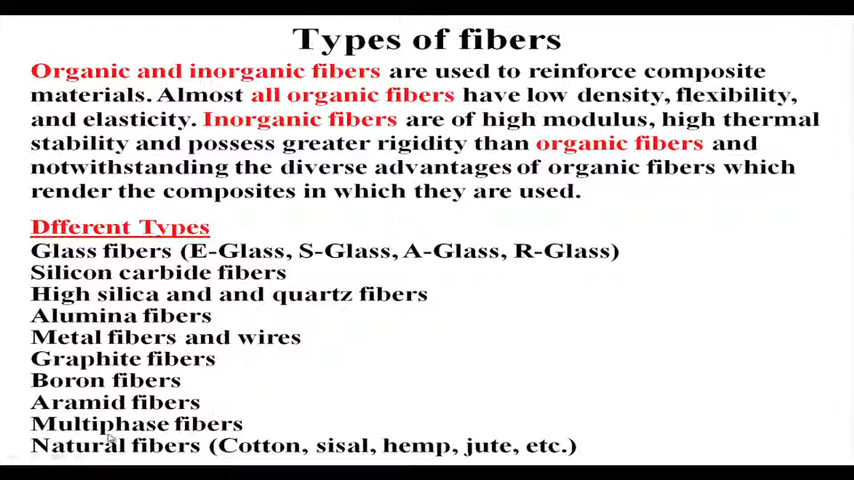 Types of fibers
Organic and inorganic fibers are used to reinforce composite
materials. Almost all organic fibers have low density, flexibility,
and elasticity. Inorganic fibers are of high modulus, high thermal
stability and possess greater rigidity than organic fibers and
notwithstanding the diverse advantages of organic fibers which
render the composites in which they are used.
Dfferent Types
Glass fibers (E-Glass, S-Glass, A-Glass, R-Glass)
Silicon carbide fibers
High silica and and quartz fibers
Alumina fibers
Metal fibers and wires
Graphite fibers
Boron fibers
Aramid fibers
Multiphase fibers
Natural fibers (Cotton, sisal, hemp, jute, etc.)